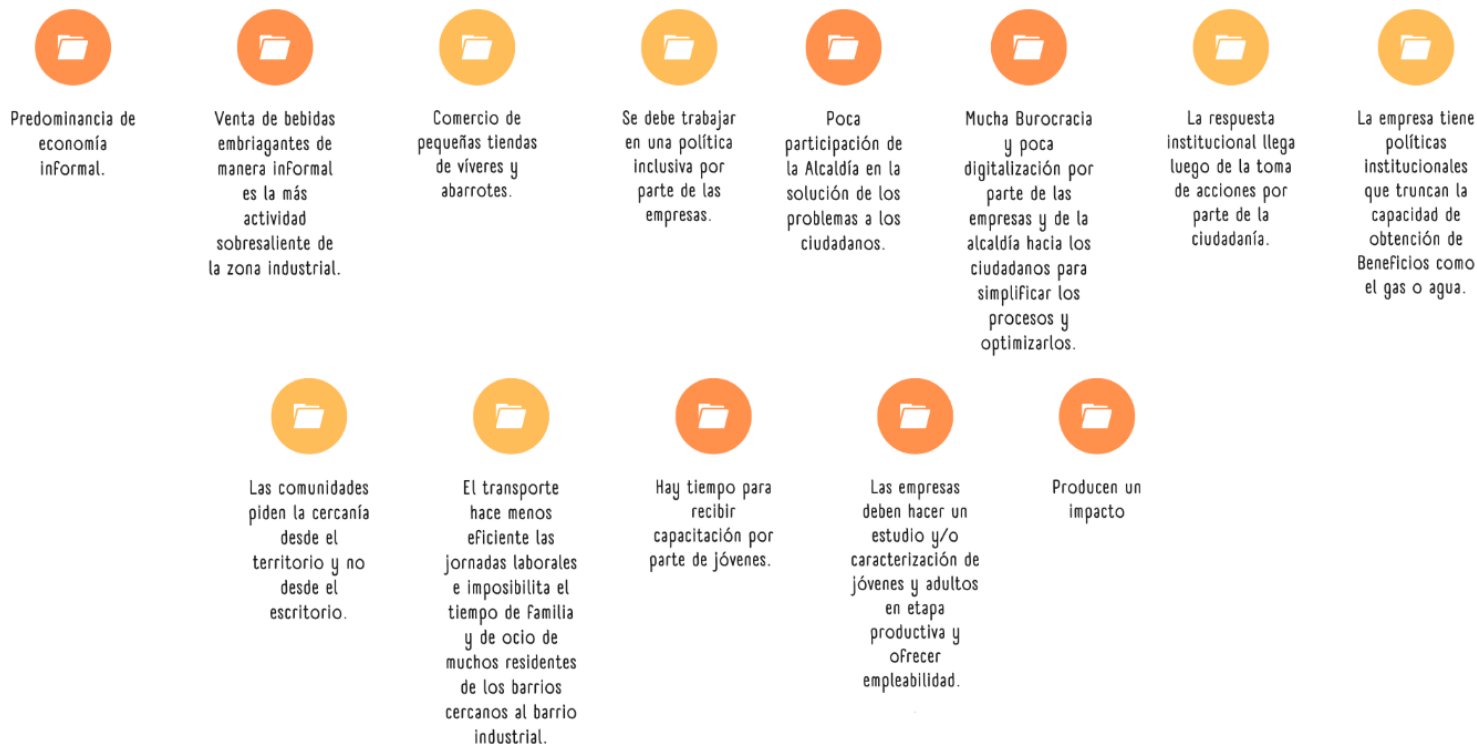 Predominancia de
economía
informal.
Venta de bebidas
embriagantes de
manera informal
es la más
actividad
sobresaliente de
la zona industrial.
Comercio de
pequeñas tiendas
de víveres y
abarrotes.
Se debe trabajar
en una política
inclusiva por
parte de las
empresas.
Poca
participación de
la Alcaldía en la
solución de los
problemas a los
ciudadanos.
Mucha Burocracia
y poca
digitalización por
parte de las
empresas y de la
alcaldía hacia los
ciudadanos para
simplificar los
procesos y
optimizarlos.
La respuesta
institucional llega
luego de la toma
de acciones por
parte de la
ciudadanía.
La empresa tiene
políticas
institucionales
que truncan la
capacidad de
obtención de
Beneficios como
el gas o agua.
Las comunidades
piden la cercanía
desde el
territorio y no
desde el
escritorio.
El transporte
hace menos
eficiente las
jornadas laborales
e imposibilita el
tiempo de familia
y de ocio de
muchos residentes
de los barrios
cercanos al barrio
industrial.
Hay tiempo para
recibir
capacitación por
parte de jóvenes.
Las empresas
deben hacer un
estudio y/o
caracterización de
jóvenes y adultos
en etapa
productiva y
ofrecer
empleabilidad.
Producen un
impacto